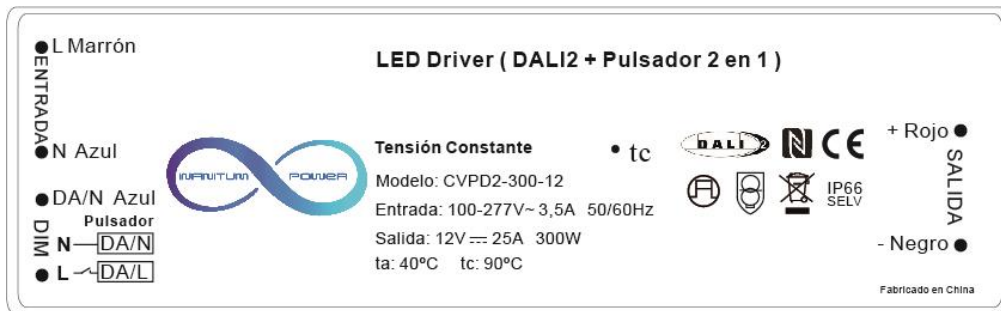 L Marrón
ENTRADA
N Azul
DA/N Azul
DIM
Pulsador
N DA/N
L DA/L
INFINITUM POWER
LED Driver ( DALI2 + Pulsador 2 en 1 )
Tensión Constante
Modelo: CVPD2-300-12
Entrada: 100-277V~ 3,5A 50/60Hz
Salida: 12V⎓ 25A 300W
ta: 40ºC tc: 90ºC
• tc
DALI 2
N CE
IP66
SELV
+ Rojo
SALIDA
- Negro
Fabricado en China